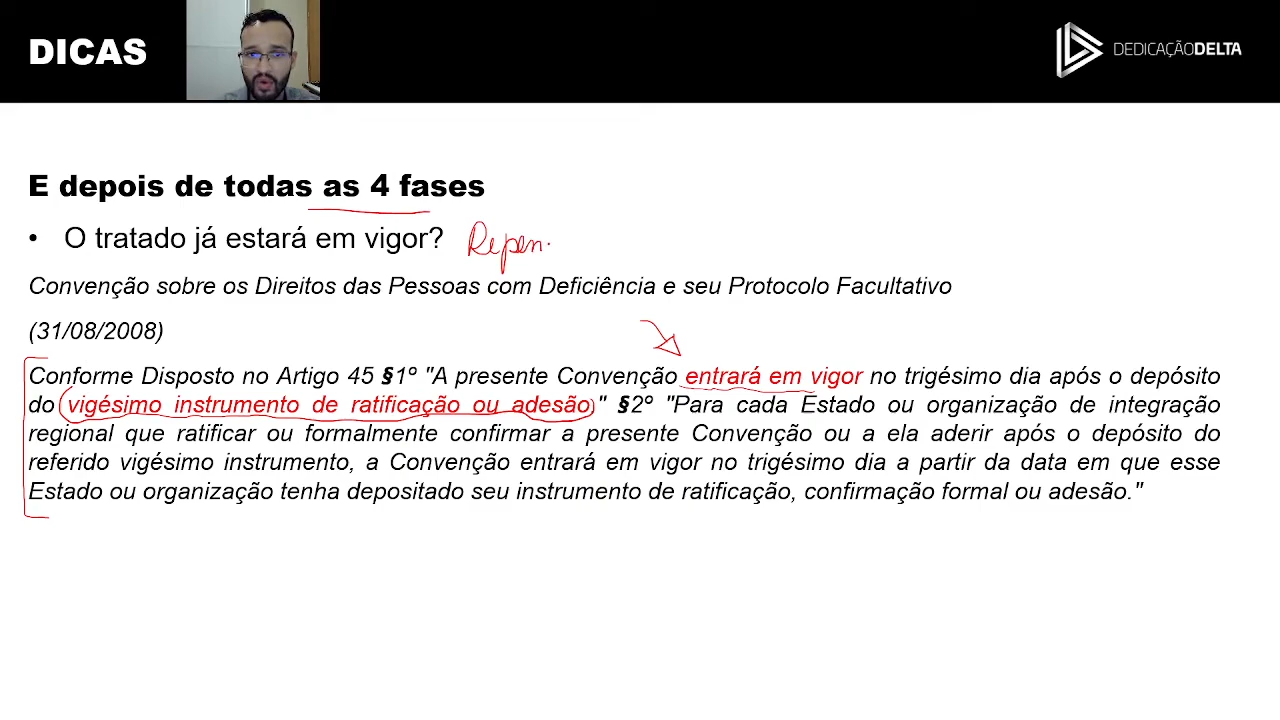 DICAS
DEDICAÇÃODELTA
E depois de todas as 4 fases
• O tratado já estará em vigor?
Convenção sobre os Direitos das Pessoas com Deficiência e seu Protocolo Facultativo
(31/08/2008)
Conforme Disposto no Artigo 45 §1º "A presente Convenção entrará em vigor no trigésimo dia após o depósito
do vigésimo instrumento de ratificação ou adesão" §2º "Para cada Estado ou organização de integração
regional que ratificar ou formalmente confirmar a presente Convenção ou a ela aderir após o depósito do
referido vigésimo instrumento, a Convenção entrará em vigor no trigésimo dia a partir da data em que esse
Estado ou organização tenha depositado seu instrumento de ratificação, confirmação formal ou adesão."